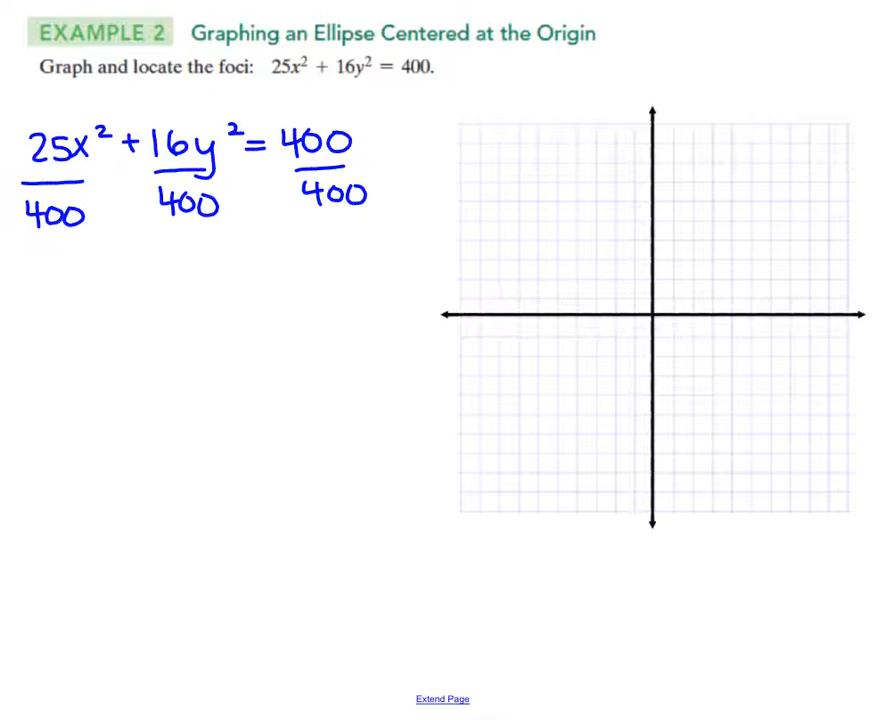 EXAMPLE 2 Graphing an Ellipse Centered at the Origin
Graph and locate the foci: 25x² + 16y² = 400.
25x² + 16y² = 400
400 400 400
Extend Page